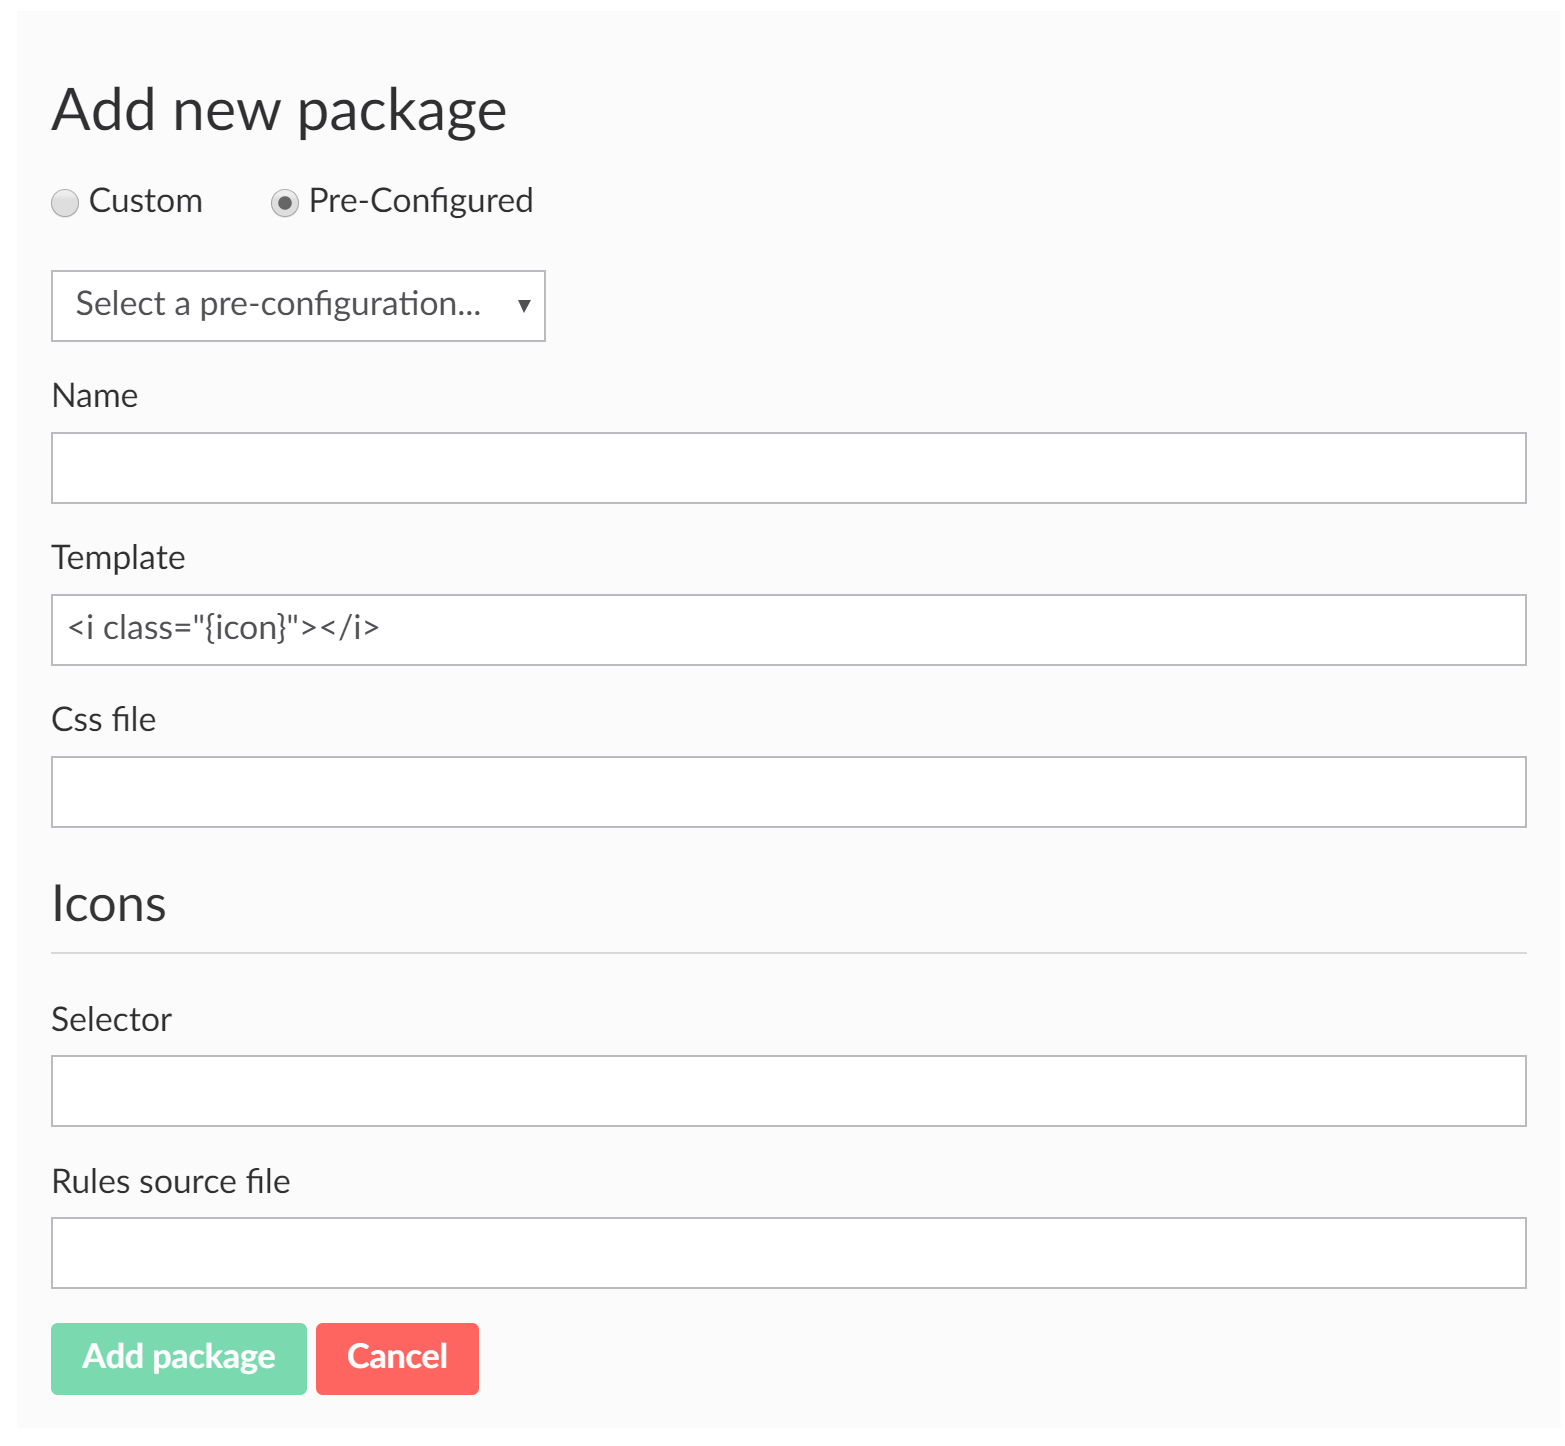 Add new package
Custom Pre-Configured
Select a pre-configuration...
Name
Template
<i class="{icon}"></i>
Css file
Icons
Selector
Rules source file
Add package Cancel